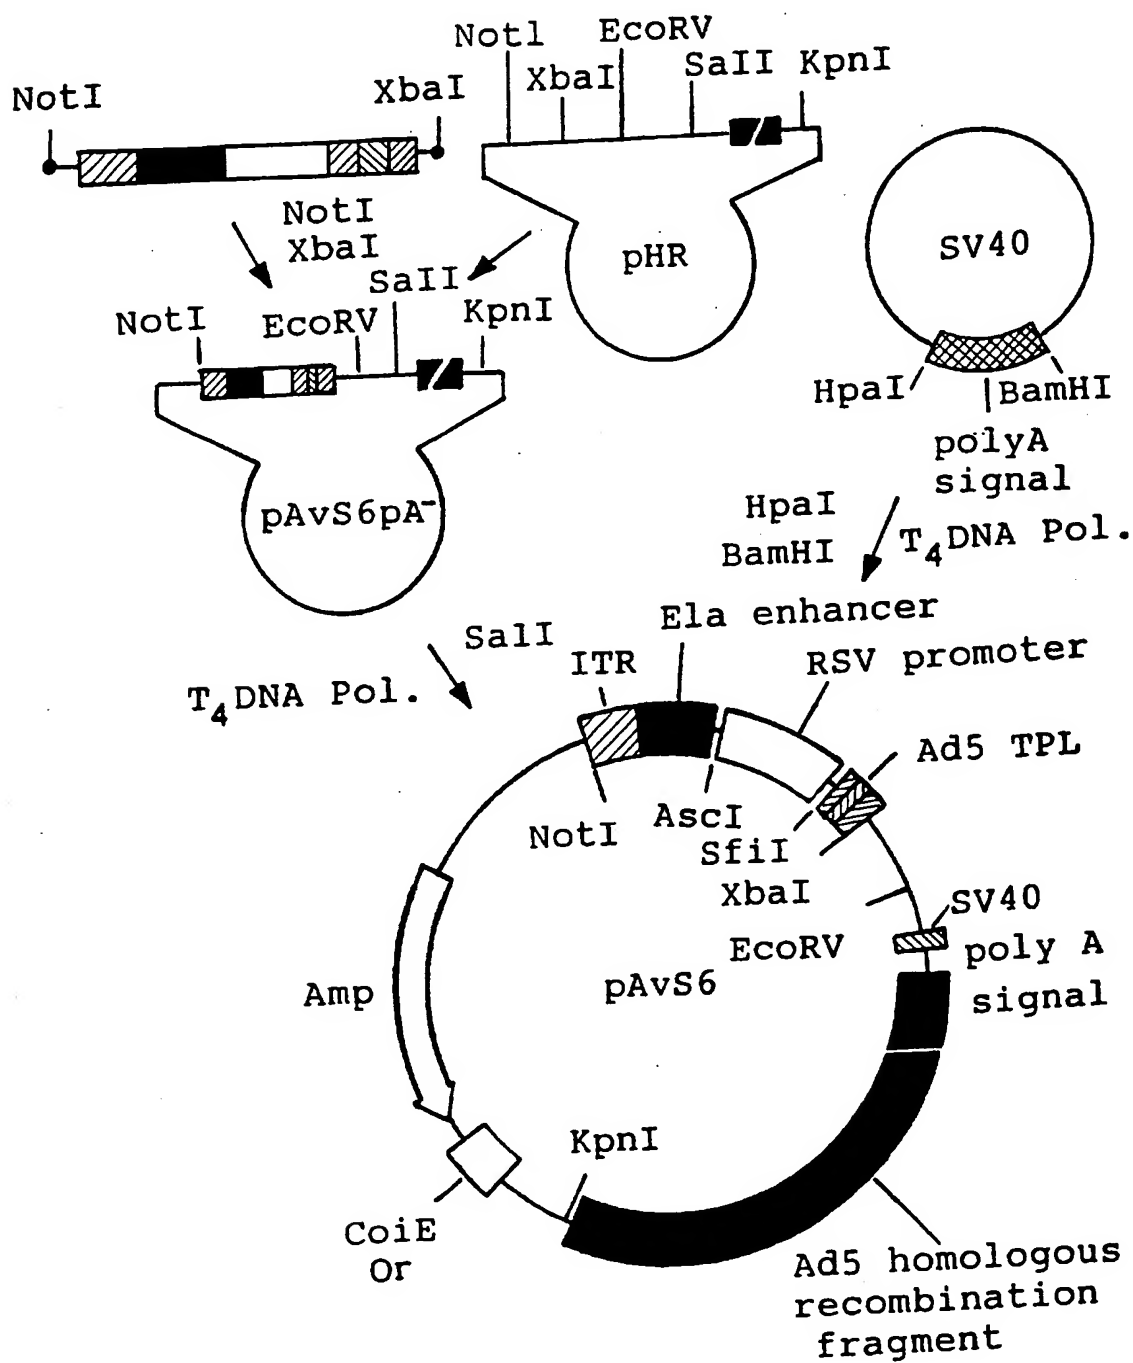 NotI
XbaI
Notl
EcoRV
XbaI
SaII
KpnI
pHR
SV40
NotI
XbaI
SaII
NotI
EcoRV
KpnI
pAvS6pA-
HpaI
BamHI
polyA
signal
HpaI
BamHI
T4DNA Pol.
SalI
T4DNA Pol.
Ela enhancer
ITR
RSV promoter
Ad5 TPL
NotI
AscI
SfiI
XbaI
EcoRV
SV40
poly A
signal
Amp
pAvS6
KpnI
CoiE
Or
Ad5 homologous
recombination
fragment